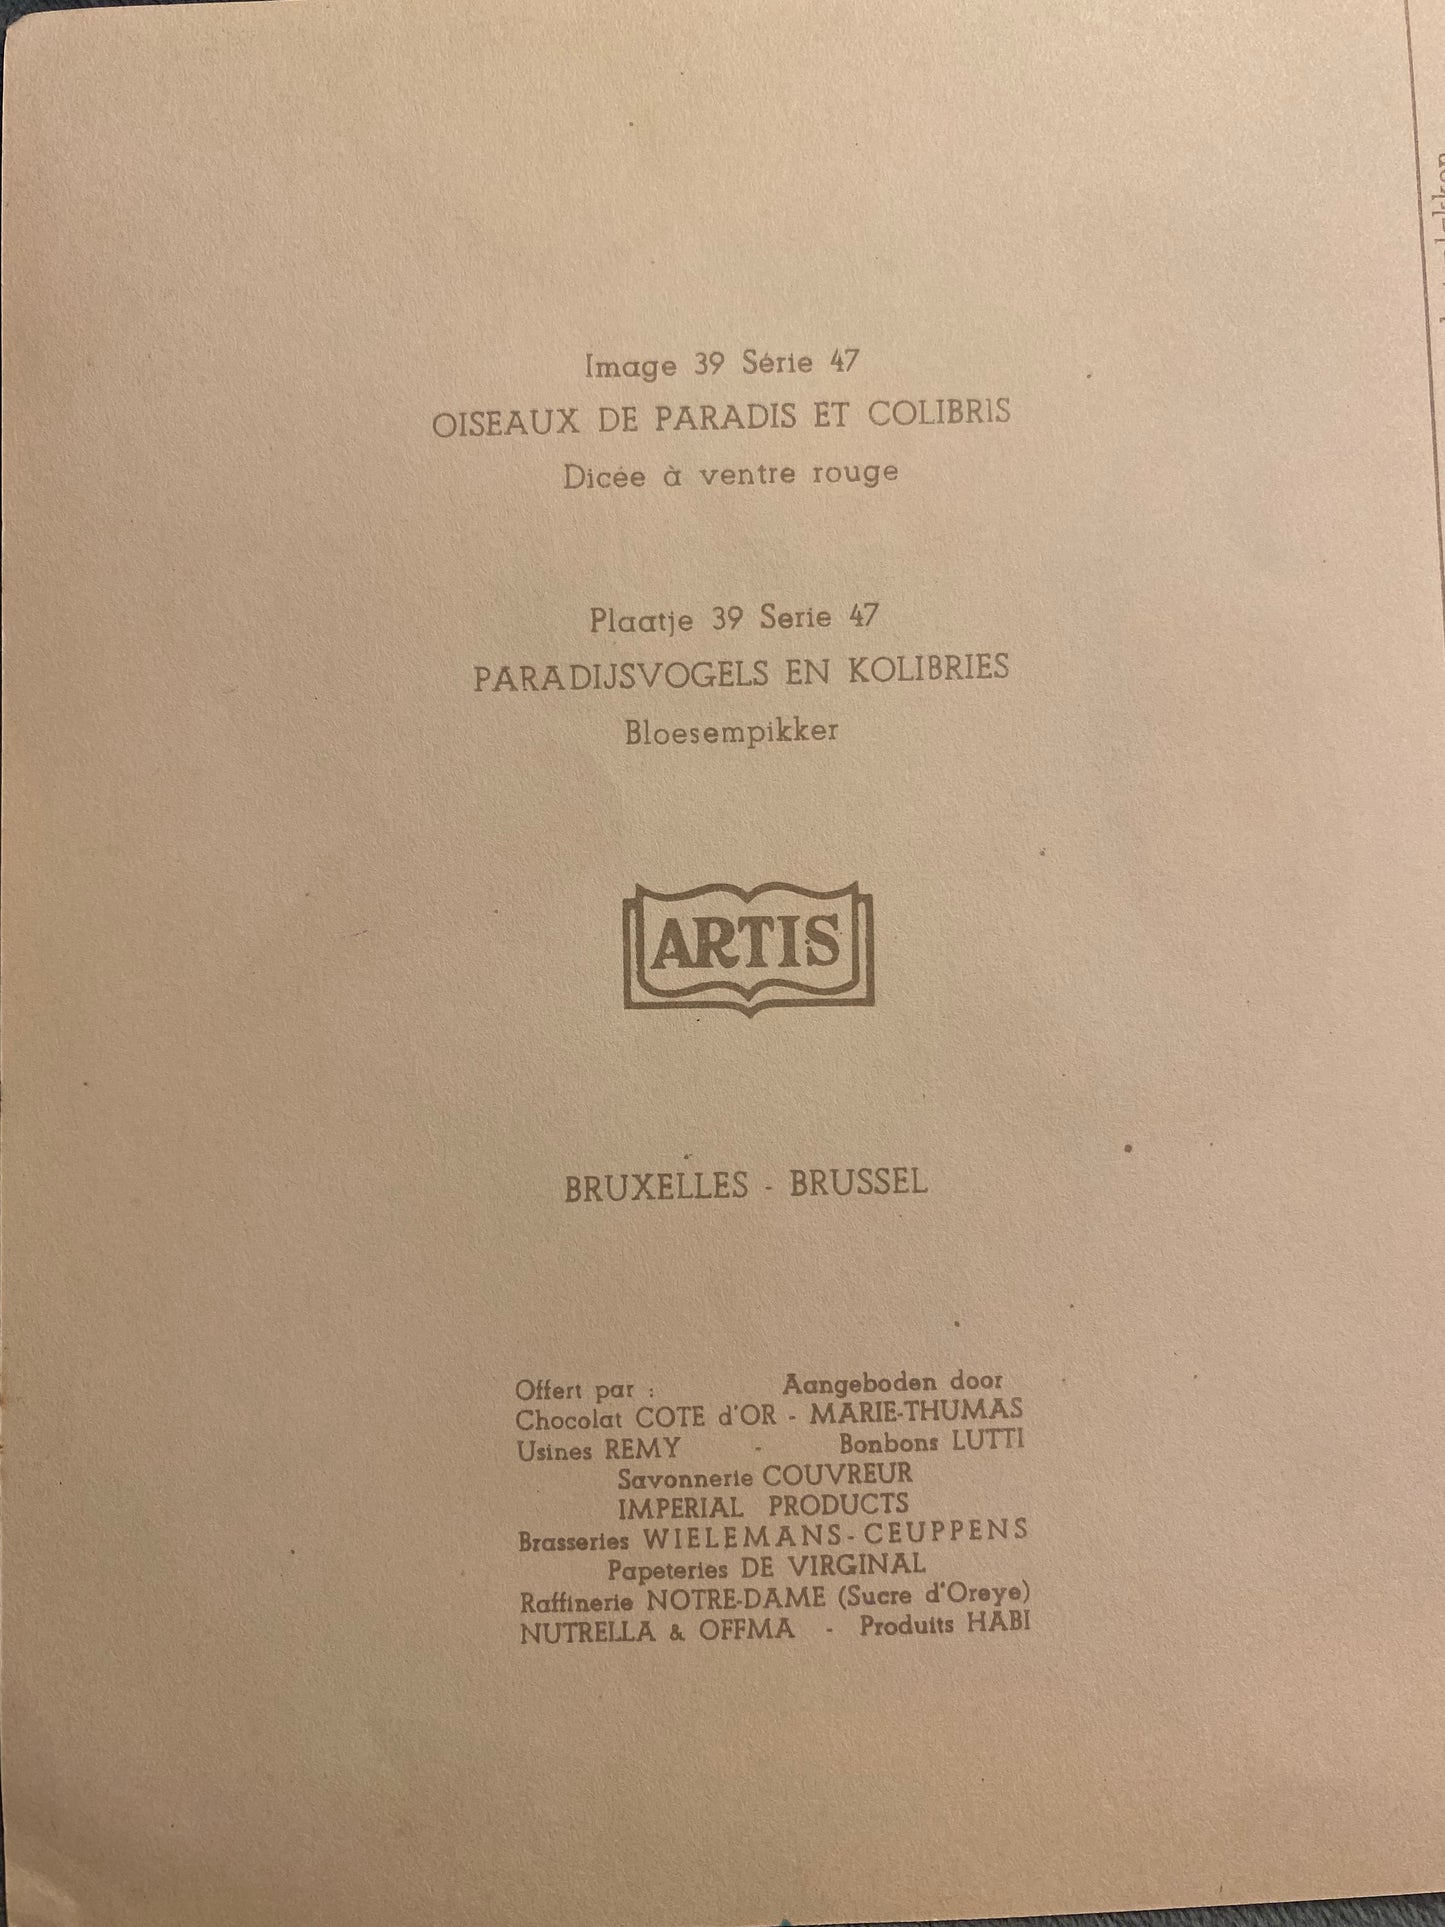 Image 39 Série 47
OISEAUX DE PARADIS ET COLIBRIS
Dicée à ventre rouge
Plaatje 39 Serie 47
PARADIJSVOGELS EN KOLIBRIES
Bloesempikker
ARTIS
BRUXELLES - BRUSSEL
Offert par : Aangeboden door
Chocolat COTE d'OR - MARIE-THUMAS
Usines REMY - Bonbons LUTTI
Savonnerie COUVREUR
IMPERIAL PRODUCTS
Brasseries WIELEMANS-CEUPPENS
Papeteries DE VIRGINAL
Raffinerie NOTRE-DAME (Sucre d'Oreye)
NUTRELLA & OFFMA - Produits HABI